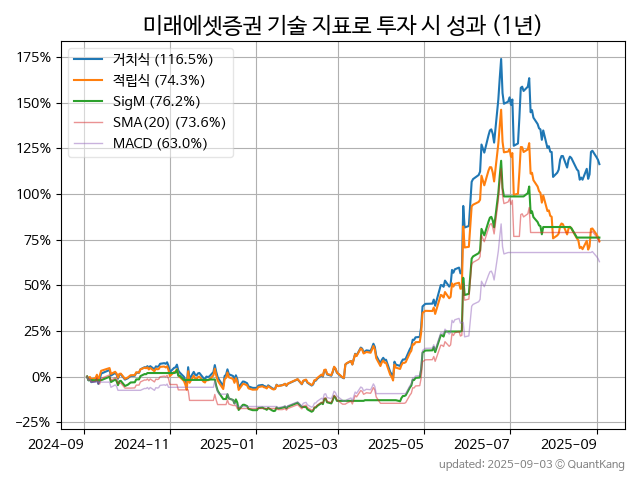 미래에셋증권 기술 지표로 투자 시 성과 (1년)
거치식 (116.5%)
적립식 (74.3%)
SigM (76.2%)
SMA(20) (73.6%)
MACD (63.0%)
175%
150%
125%
100%
75%
50%
25%
0%
−25%
2024-09 2024-11 2025-01 2025-03 2025-05 2025-07 2025-09
updated: 2025-09-03 ⓒ QuantKang